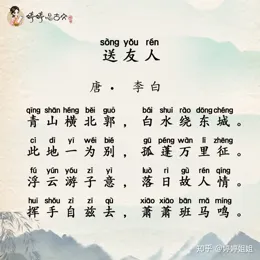 婷婷品古今
sòng yǒu rén
送友人
唐·李白
qīng shān héng běi guō bái shuǐ rào dōng chéng
青山横北郭，白水绕东城。
cǐ dì yī wéi bié gū péng wàn lǐ zhēng
此地一为别，孤蓬万里征。
fú yún yóu zǐ yì luò rì gù rén qíng
浮云游子意，落日故人情。
huī shǒu zì zī qù xiāo xiāo bān mǎ míng
挥手自兹去，萧萧班马鸣。
知乎 @婷婷姐姐